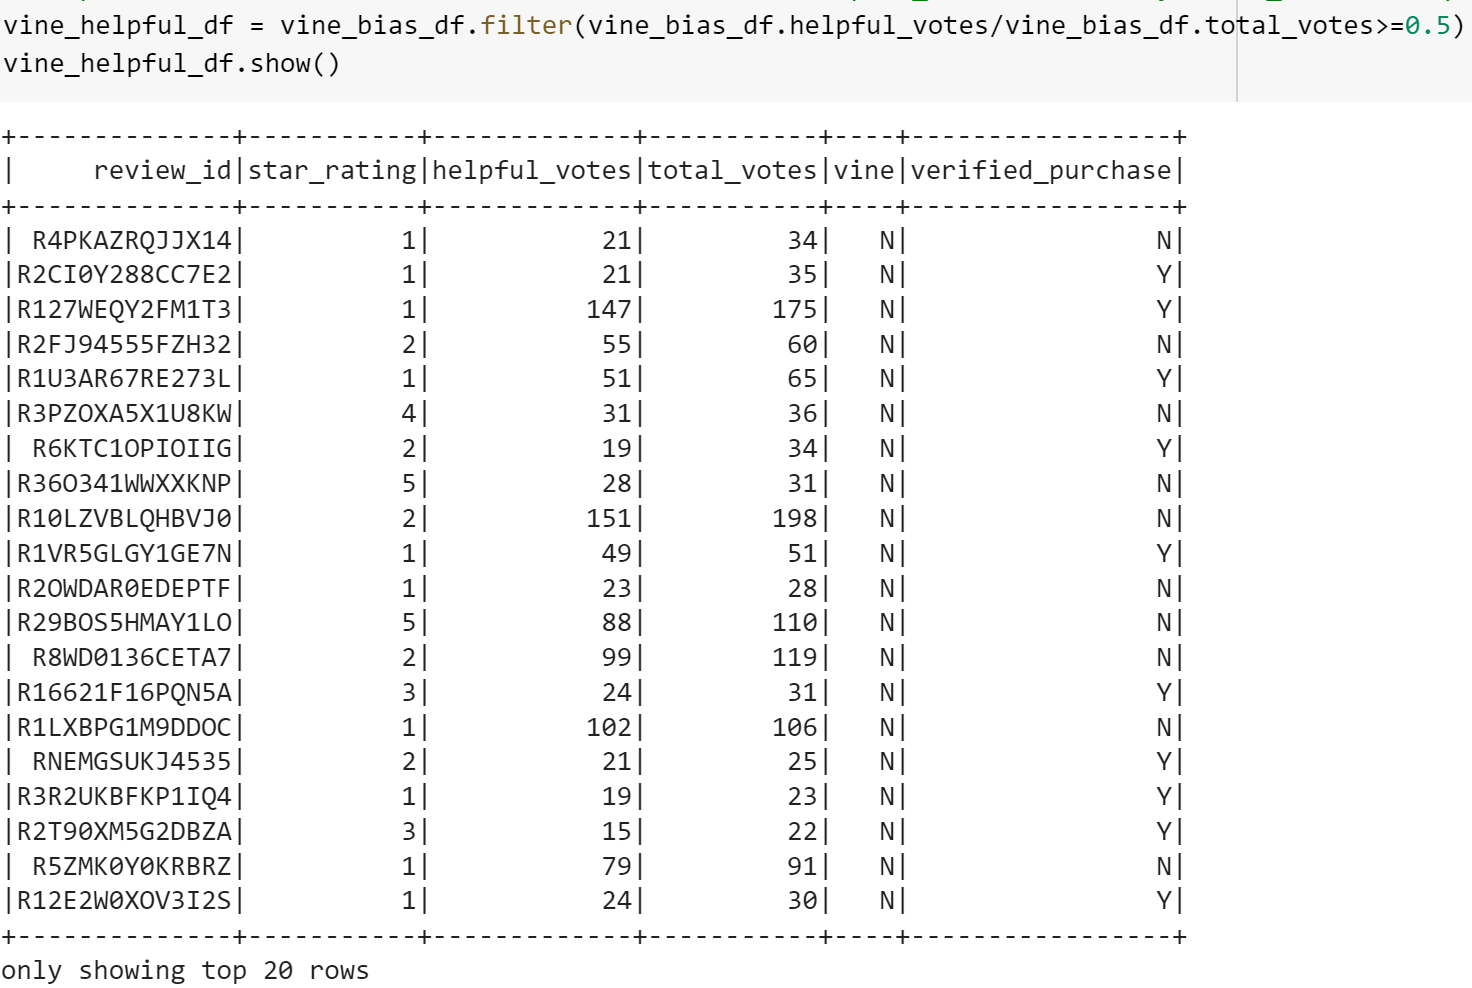 vine_helpful_df = vine_bias_df.filter(vine_bias_df.helpful_votes/vine_bias_df.total_votes>=0.5)
vine_helpful_df.show()
+--------------+-----------+-------------+-----------+----+-----------------+
|     review_id|star_rating|helpful_votes|total_votes|vine|verified_purchase|
+--------------+-----------+-------------+-----------+----+-----------------+
| R4PKAZRQJJX14|          1|           21|         34|   N|                N|
|R2CI0Y288CC7E2|          1|           21|         35|   N|                Y|
|R127WEQY2FM1T3|          1|          147|        175|   N|                Y|
|R2FJ94555FZH32|          2|           55|         60|   N|                N|
|R1U3AR67RE273L|          1|           51|         65|   N|                Y|
|R3PZOXA5X1U8KW|          4|           31|         36|   N|                N|
| R6KTC1OPIOIIG|          2|           19|         34|   N|                Y|
|R36O341WWXXKNP|          5|           28|         31|   N|                N|
|R10LZVBLQHBVJ0|          2|          151|        198|   N|                N|
|R1VR5GLGY1GE7N|          1|           49|         51|   N|                Y|
|R2OWDAR0EDEPTF|          1|           23|         28|   N|                N|
|R29BOS5HMAY1LO|          5|           88|        110|   N|                N|
| R8WD0136CETA7|          2|           99|        119|   N|                N|
|R16621F16PQN5A|          3|           24|         31|   N|                Y|
|R1LXBPG1M9DDOC|          1|          102|        106|   N|                N|
| RNEMGSUKJ4535|          2|           21|         25|   N|                Y|
|R3R2UKBFKP1IQ4|          1|           19|         23|   N|                Y|
|R2T90XM5G2DBZA|          3|           15|         22|   N|                Y|
| R5ZMK0Y0KRBRZ|          1|           79|         91|   N|                N|
|R12E2W0XOV3I2S|          1|           24|         30|   N|                Y|
+--------------+-----------+-------------+-----------+----+-----------------+
only showing top 20 rows